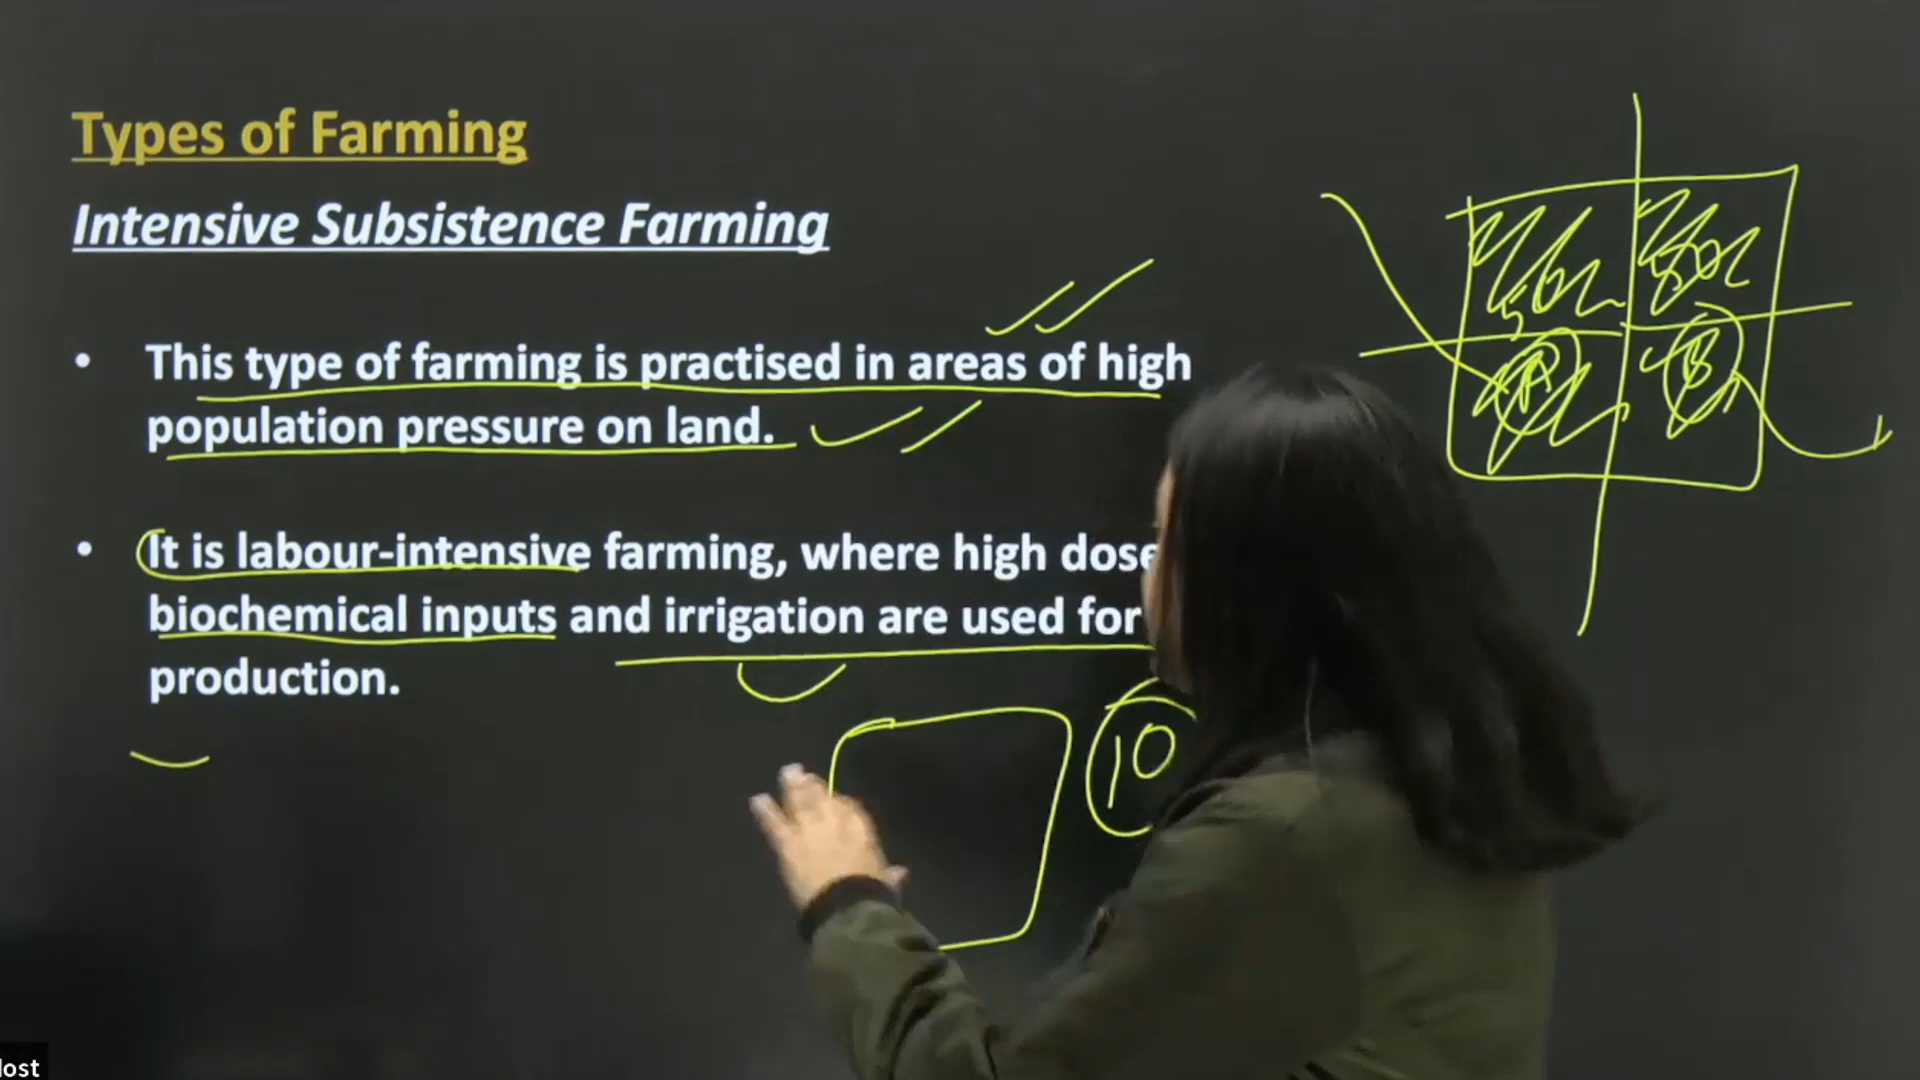 Types of Farming
Intensive Subsistence Farming
• This type of farming is practised in areas of high
population pressure on land.
• It is labour-intensive farming, where high dose
biochemical inputs and irrigation are used for
production.
10
A
B
lost